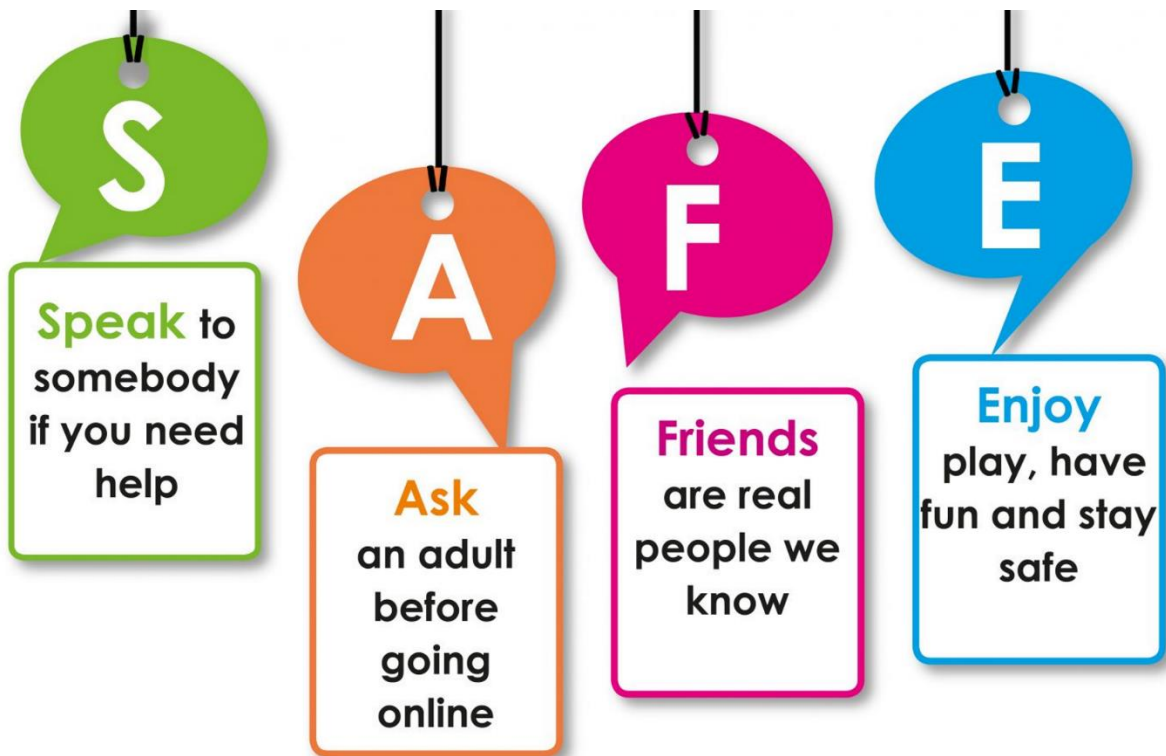 S
Speak to
somebody
if you need
help
A
Ask
an adult
before
going
online
F
Friends
are real
people we
know
E
Enjoy
play, have
fun and stay
safe